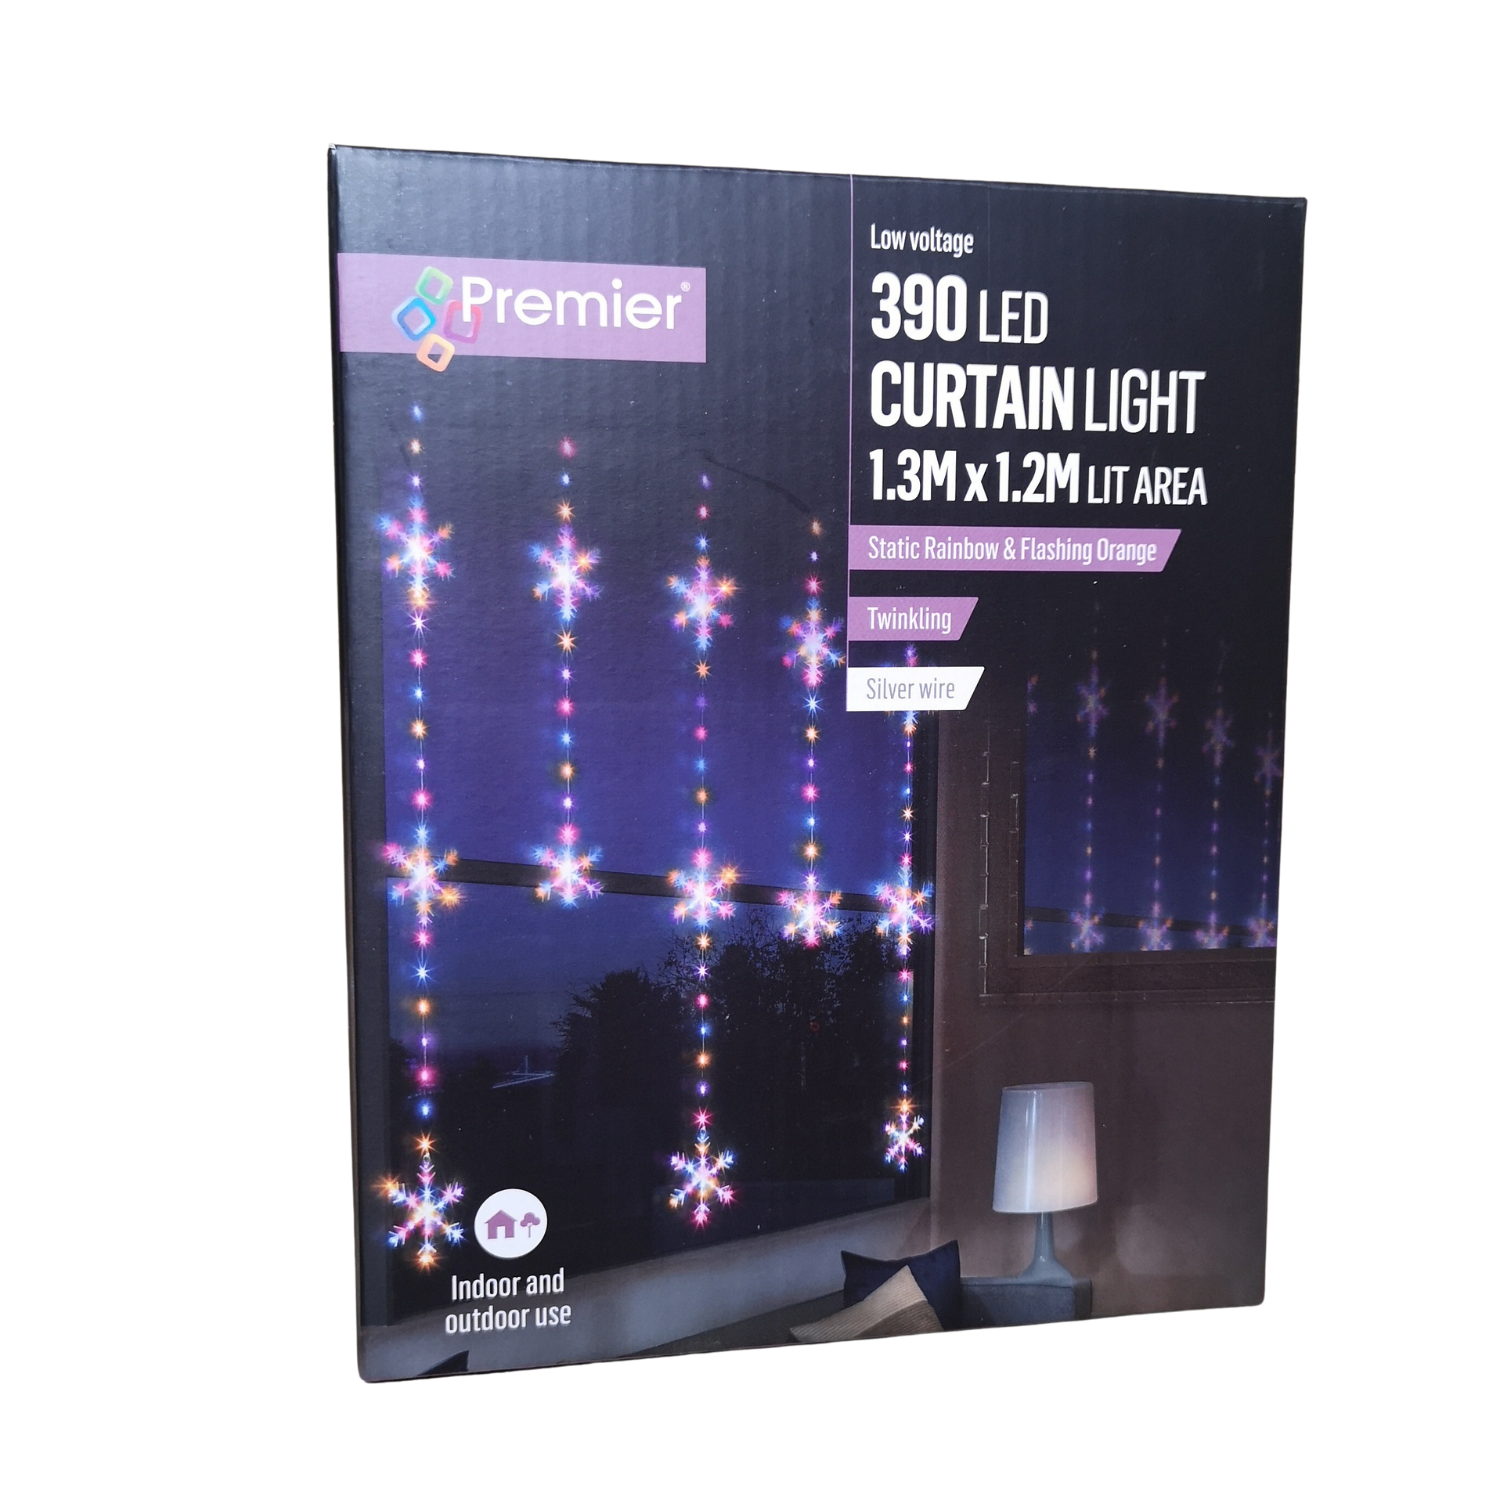 Premier®
Low voltage
390 LED
CURTAIN LIGHT
1.3M x 1.2M LIT AREA
Static Rainbow & Flashing Orange
Twinkling
Silver wire
Indoor and
outdoor use